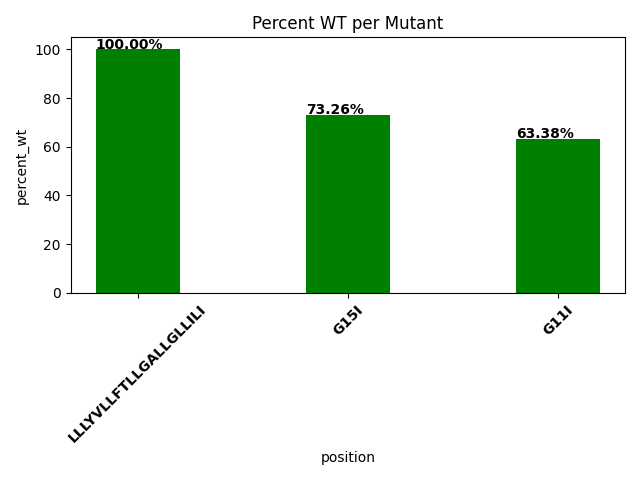 Percent WT per Mutant
percent_wt
100
80
60
40
20
0
100.00%
73.26%
63.38%
LLLYVLLFTLLGALLGLLILI
G15I
G11I
position